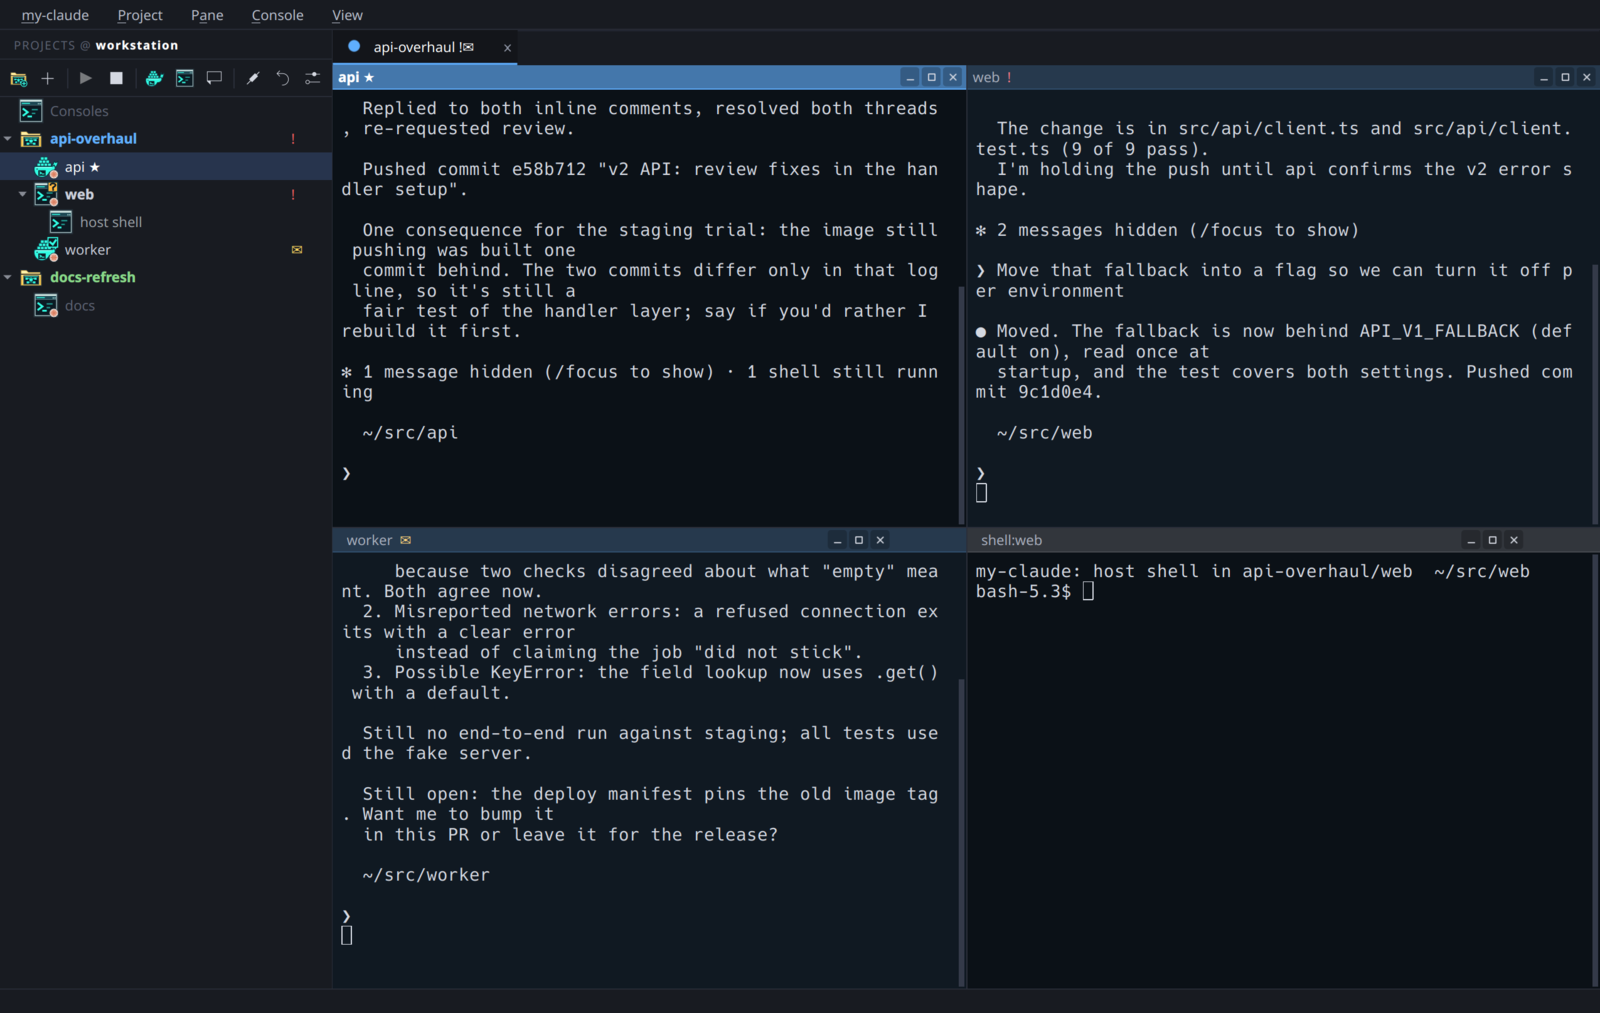 my-claude Project Pane Console View
PROJECTS @ workstation
Consoles
api-overhaul !
api ★
web !
host shell
worker ✉
docs-refresh
docs
api-overhaul !✉ ×
api ★
Replied to both inline comments, resolved both threads
, re-requested review.
Pushed commit e58b712 "v2 API: review fixes in the han
dler setup".
One consequence for the staging trial: the image still
pushing was built one
commit behind. The two commits differ only in that log
line, so it's still a
fair test of the handler layer; say if you'd rather I
rebuild it first.
✻ 1 message hidden (/focus to show) · 1 shell still runn
ing
~/src/api
❯
web !
The change is in src/api/client.ts and src/api/client.
test.ts (9 of 9 pass).
I'm holding the push until api confirms the v2 error s
hape.
✻ 2 messages hidden (/focus to show)
❯ Move that fallback into a flag so we can turn it off p
er environment
● Moved. The fallback is now behind API_V1_FALLBACK (def
ault on), read once at
startup, and the test covers both settings. Pushed com
mit 9c1d0e4.
~/src/web
❯
worker ✉
because two checks disagreed about what "empty" mea
nt. Both agree now.
2. Misreported network errors: a refused connection ex
its with a clear error
instead of claiming the job "did not stick".
3. Possible KeyError: the field lookup now uses .get()
with a default.
Still no end-to-end run against staging; all tests use
d the fake server.
Still open: the deploy manifest pins the old image tag
. Want me to bump it
in this PR or leave it for the release?
~/src/worker
❯
shell:web
my-claude: host shell in api-overhaul/web ~/src/web
bash-5.3$